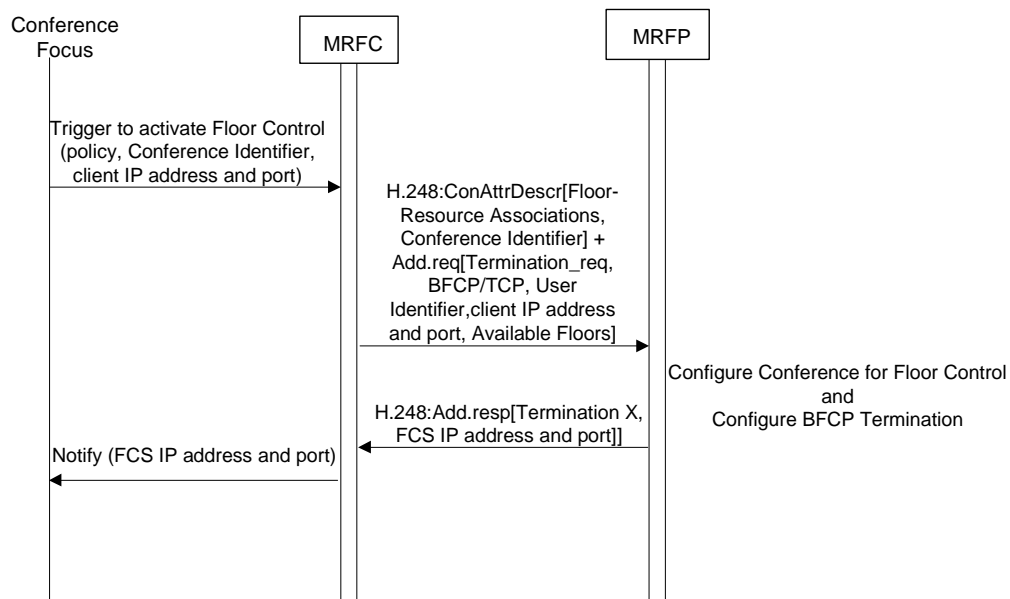 Conference
Focus
MRFC
MRFP
Trigger to activate Floor Control
(policy, Conference Identifier,
client IP address and port)
H.248:ConAttrDescr[Floor-
Resource Associations,
Conference Identifier] +
Add.req[Termination_req,
BFCP/TCP, User
Identifier,client IP address
and port, Available Floors]
Configure Conference for Floor Control
and
Configure BFCP Termination
H.248:Add.resp[Termination X,
FCS IP address and port]]
Notify (FCS IP address and port)